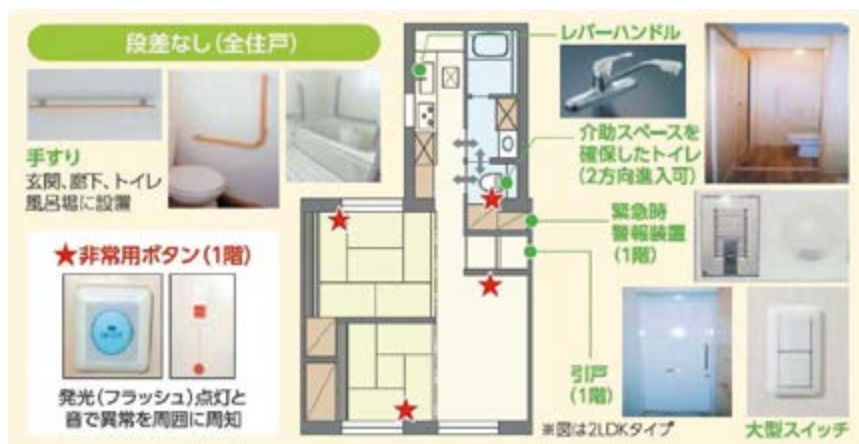 段差なし(全住戸)
手すり
玄関、廊下、トイレ
風呂場に設置
★非常用ボタン(1階)
発光(フラッシュ)点灯と
音で異常を周囲に周知
レバーハンドル
介助スペースを
確保したトイレ
(2方向進入可)
緊急時
警報装置
(1階)
引戸
(1階)
※図は2LDKタイプ
大型スイッチ